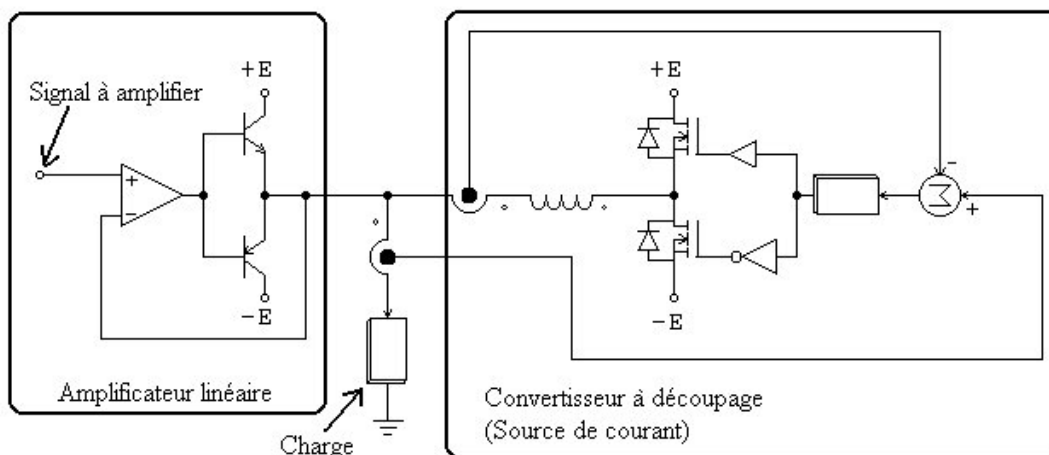 Signal à amplifier
+E
+
−
−E
Amplificateur linéaire
Charge
+E
−E
-
Σ
+
Convertisseur à découpage
(Source de courant)